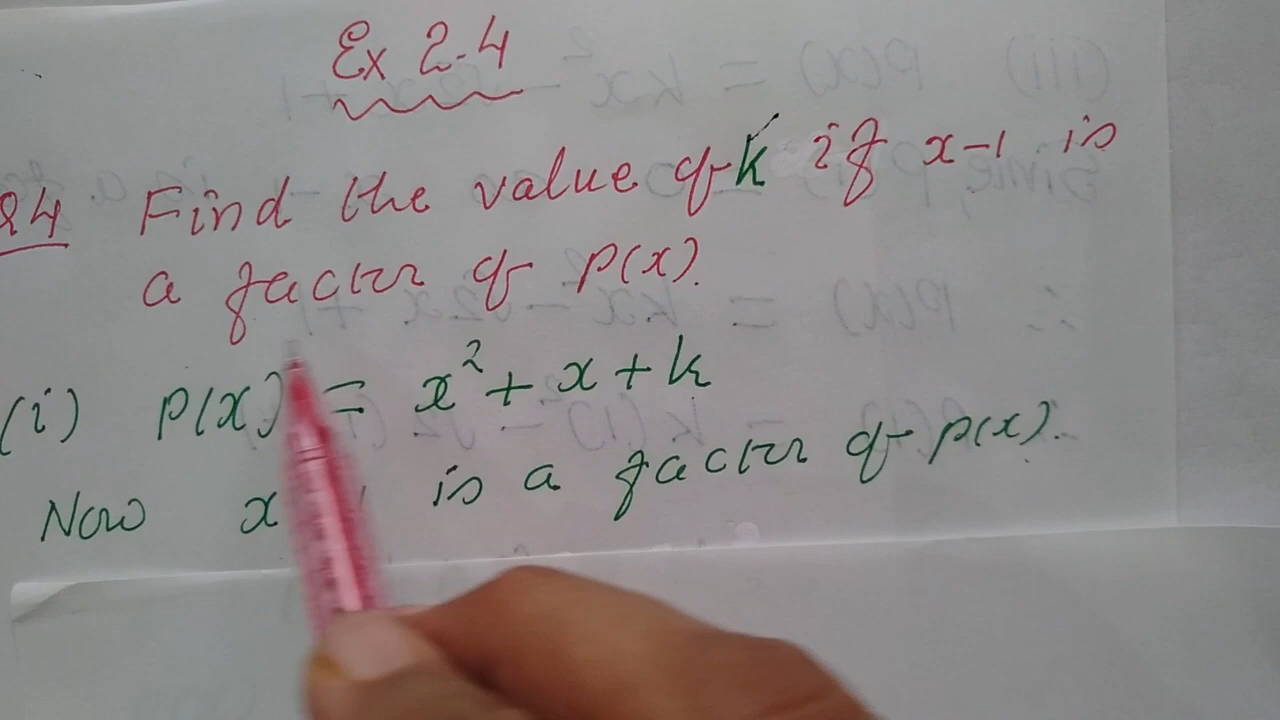 Ex 2.4
Q4 Find the value of k if x-1 is
a factor of P(x).
(i) P(x) = x² + x + k
Now x is a factor of P(x).